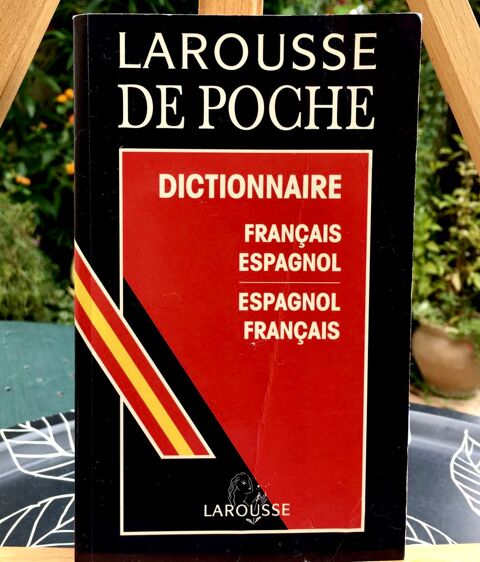 LAROUSSE
DE POCHE
DICTIONNAIRE
FRANÇAIS
ESPAGNOL
ESPAGNOL
FRANÇAIS
LAROUSSE